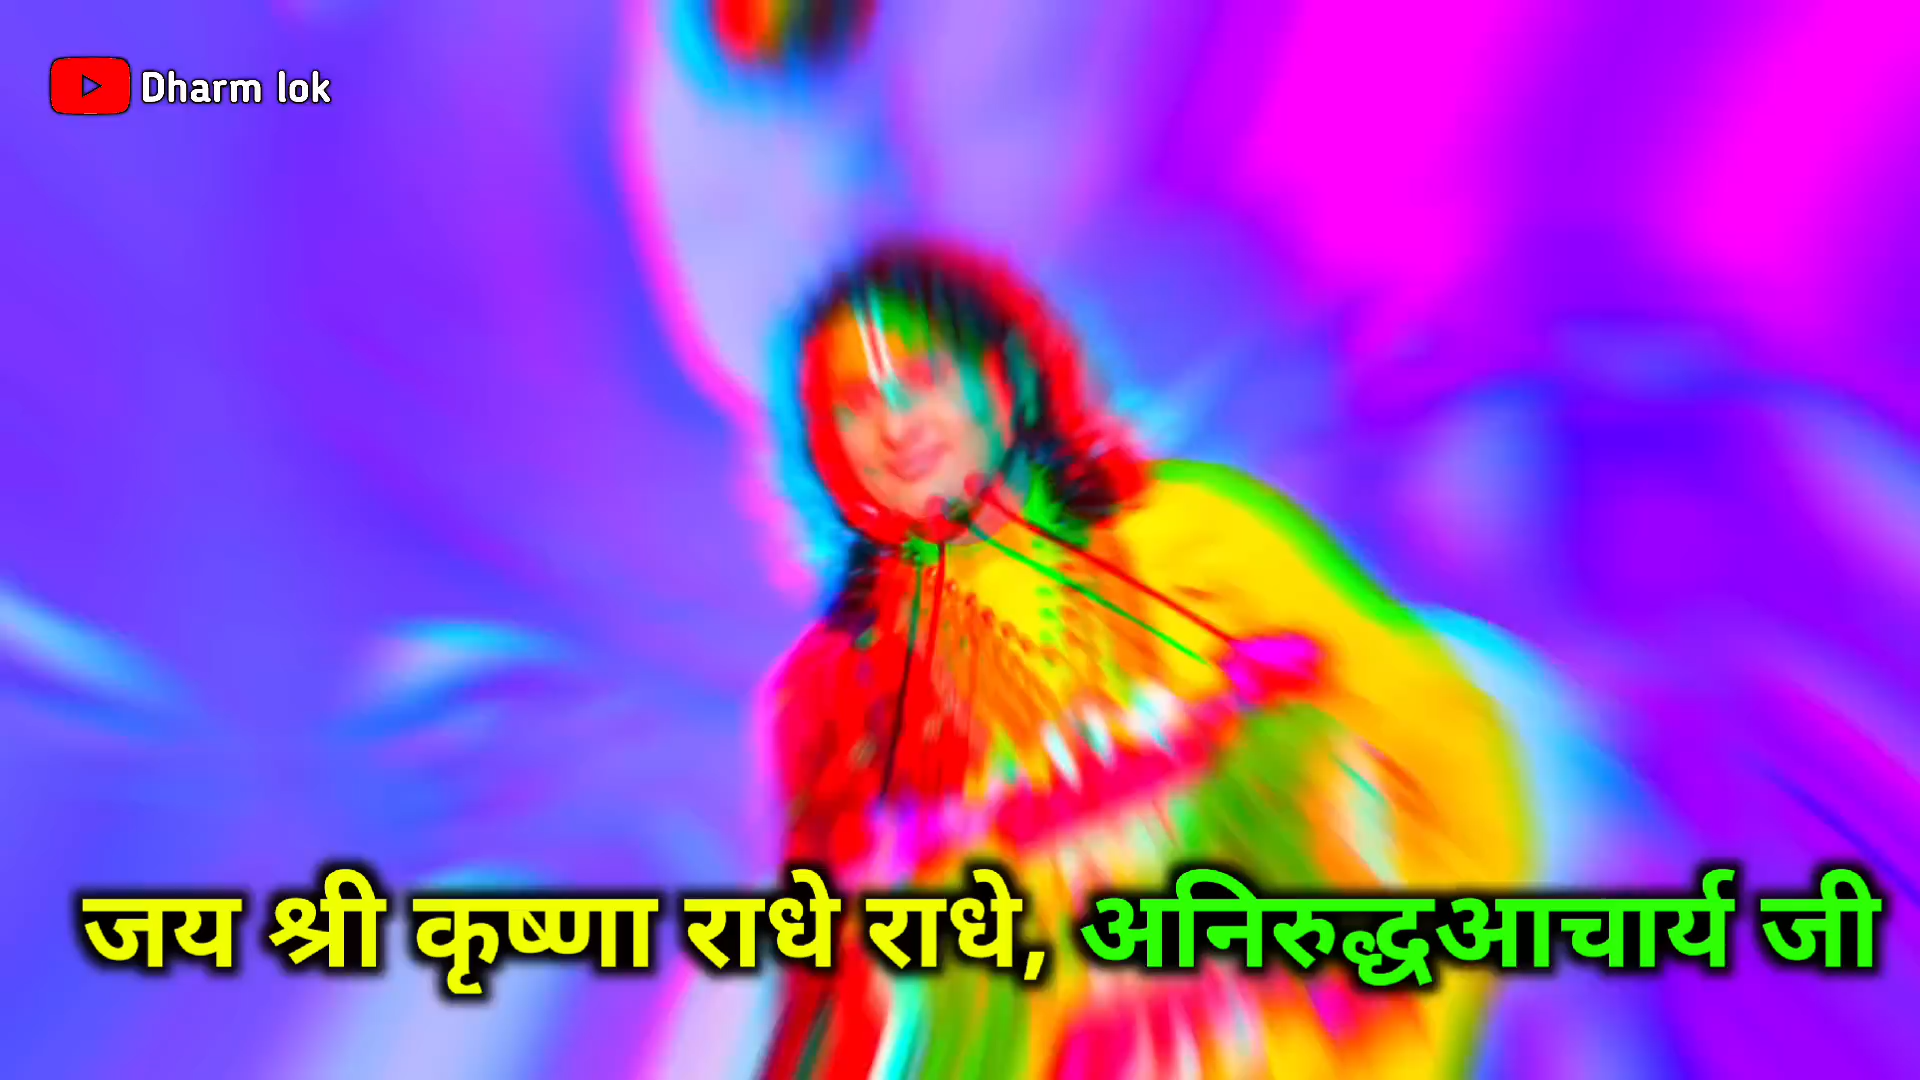 Dharm lok
जय श्री कृष्णा राधे राधे, अनिरुद्धआचार्य जी